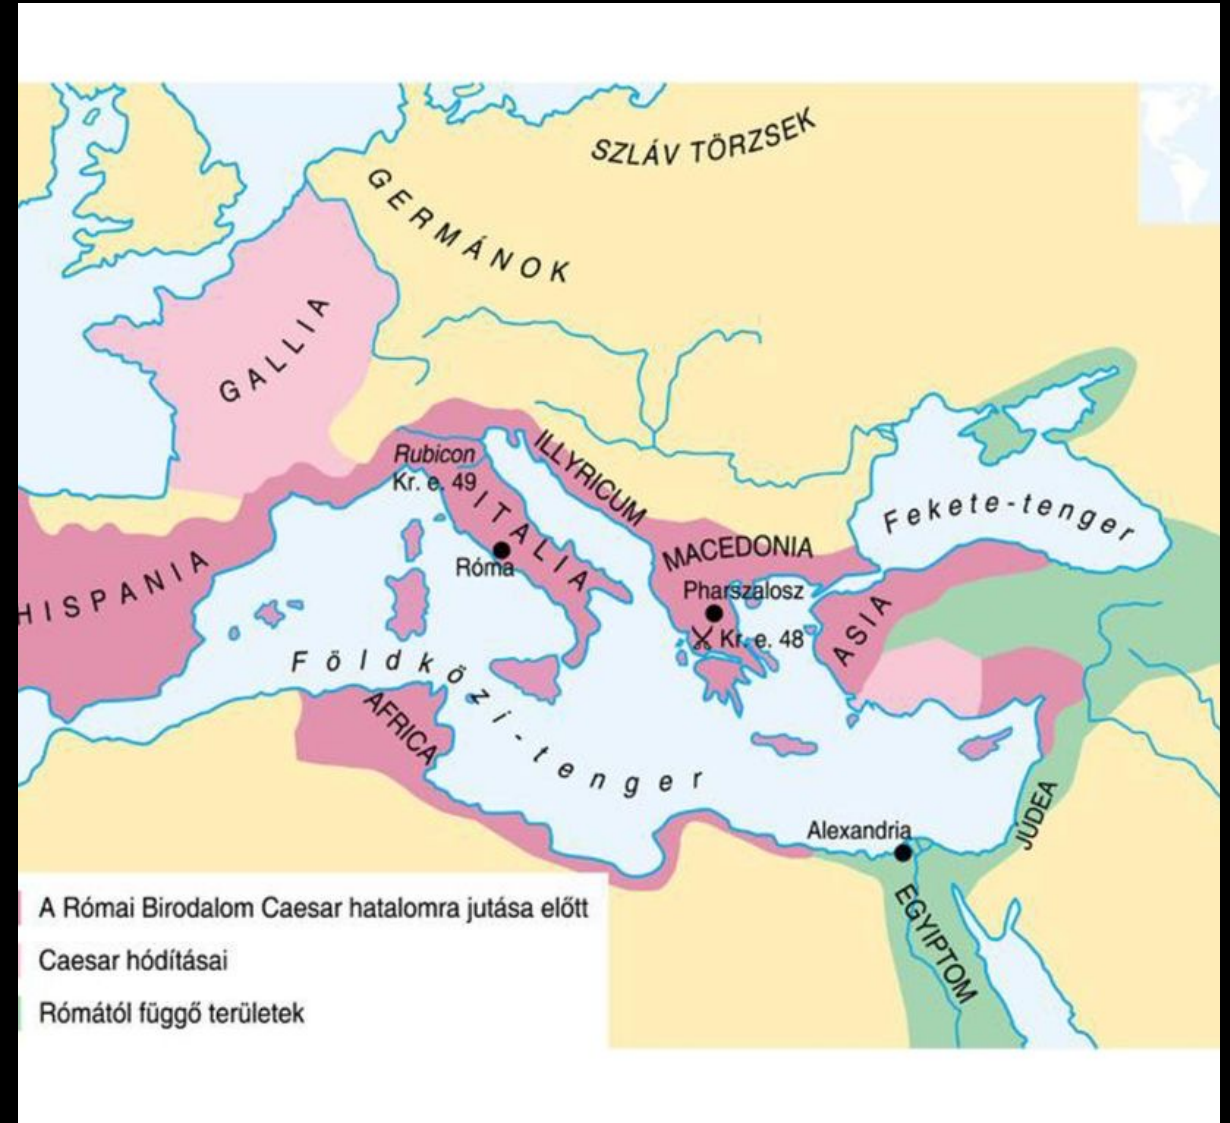 SZLÁV TÖRZSEK
GERMÁNOK
GALLIA
Rubicon
Kr. e. 49
ILLYRICUM
ITALIA
Fekete-tenger
HISPANIA
Róma
MACEDONIA
Pharszalosz
Kr. e. 48
ASIA
Földközi-tenger
AFRICA
JÚDEA
Alexandria
EGYIPTOM
A Római Birodalom Caesar hatalomra jutása előtt
Caesar hódításai
Rómától függő területek